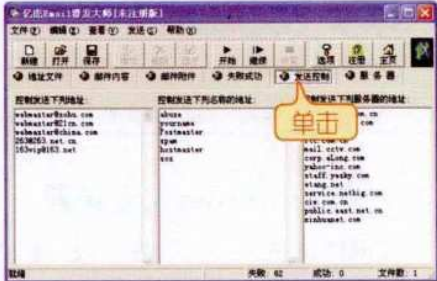 亿虎Email群发大师[未注册版]
文件(F) 编辑(E) 查看(V) 发送(C) 帮助(H)
新建 打开 保存 开始 继续 选项 注册 主页
地址文件 邮件内容 邮件附件 失败成功 发送控制 服务器
控制发送下列地址: 控制发送下列名称的地址: 控制发送下列服务器的地址:
单击
webmaster@sohu.com
webmaster@21cn.com
webmaster@china.com
263@263.net.cn
163vip@163.net
abuse
yourname
Postmaster
spam
hostmaster
xxx
mail.cctv.com
corp.elong.com
yahoo-inc.com
staff.yesky.com
etang.net
service.netbig.com
civ.com.cn
public.east.net.cn
xinhuanet.com
就绪 失败: 62 成功: 0 文件数: 1